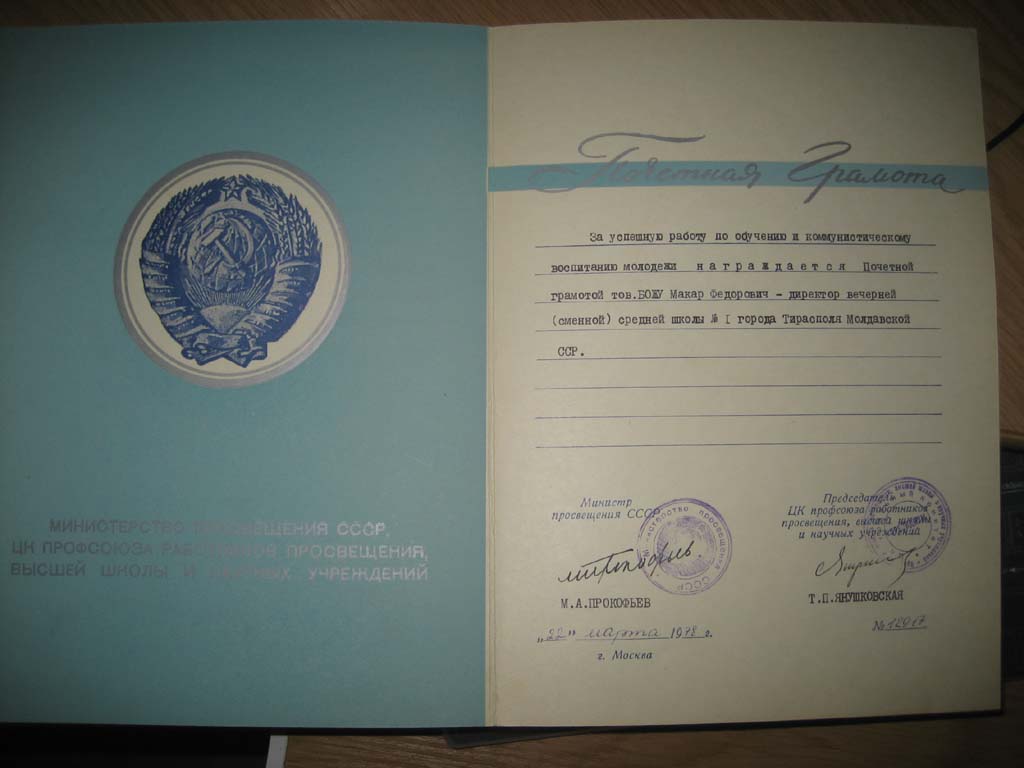 МИНИСТЕРСТВО ПРОСВЕЩЕНИЯ СССР,
ЦК ПРОФСОЮЗА РАБОТНИКОВ ПРОСВЕЩЕНИЯ,
ВЫСШЕЙ ШКОЛЫ И НАУЧНЫХ УЧРЕЖДЕНИЙ
Почетная Грамота
За успешную работу по обучению и коммунистическому
воспитанию молодежи награждается Почетной
грамотой тов.БОЖУ Макар Федорович - директор вечерней
(сменной) средней школы № I города Тирасполя Молдавской
ССР.
Министр
просвещения СССР
М.А.ПРОКОФЬЕВ
„22" марта 1978 г.
г. Москва
Председатель
ЦК профсоюза работников
просвещения, высшей школы
и научных учреждений
Т.П.ЯНУШКОВСКАЯ
№ 12917